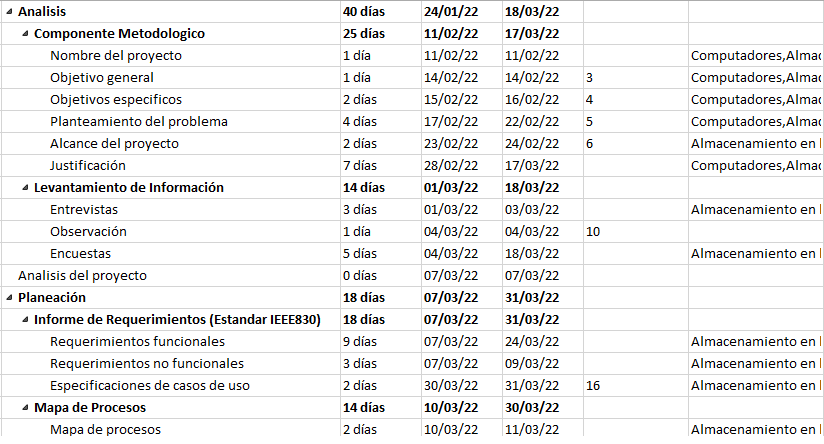 Analisis 40 días 24/01/22 18/03/22
Componente Metodologico 25 días 11/02/22 17/03/22
Nombre del proyecto 1 día 11/02/22 11/02/22 Computadores,Almac
Objetivo general 1 día 14/02/22 14/02/22 3 Computadores,Almac
Objetivos especificos 2 días 15/02/22 16/02/22 4 Computadores,Almac
Planteamiento del problema 4 días 17/02/22 22/02/22 5 Computadores,Almac
Alcance del proyecto 2 días 23/02/22 24/02/22 6 Almacenamiento en
Justificación 7 días 28/02/22 17/03/22 Computadores,Almac
Levantamiento de Información 14 días 01/03/22 18/03/22
Entrevistas 3 días 01/03/22 03/03/22 Almacenamiento en
Observación 1 día 04/03/22 04/03/22 10
Encuestas 5 días 04/03/22 18/03/22 Almacenamiento en
Analisis del proyecto 0 días 07/03/22 07/03/22
Planeación 18 días 07/03/22 31/03/22
Informe de Requerimientos (Estandar IEEE830) 18 días 07/03/22 31/03/22
Requerimientos funcionales 9 días 07/03/22 24/03/22 Almacenamiento en
Requerimientos no funcionales 3 días 07/03/22 09/03/22 Almacenamiento en
Especificaciones de casos de uso 2 días 30/03/22 31/03/22 16 Almacenamiento en
Mapa de Procesos 14 días 10/03/22 30/03/22
Mapa de procesos 2 días 10/03/22 11/03/22 Almacenamiento en